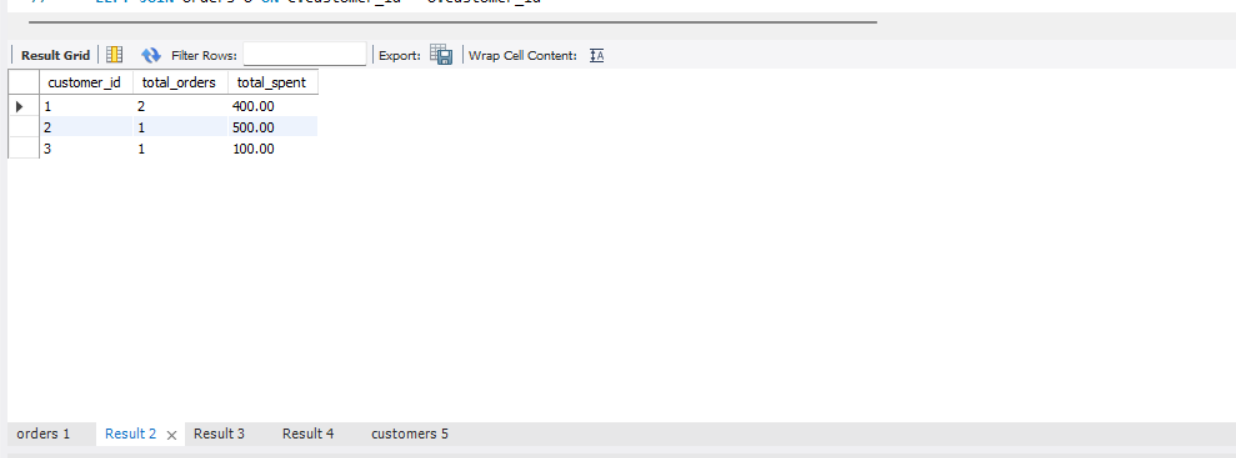 LEFT JOIN orders o ON c.customer_id = o.customer_id
Result Grid Filter Rows: Export: Wrap Cell Content: IA
customer_id total_orders total_spent
1 2 400.00
2 1 500.00
3 1 100.00
orders 1 Result 2 × Result 3 Result 4 customers 5